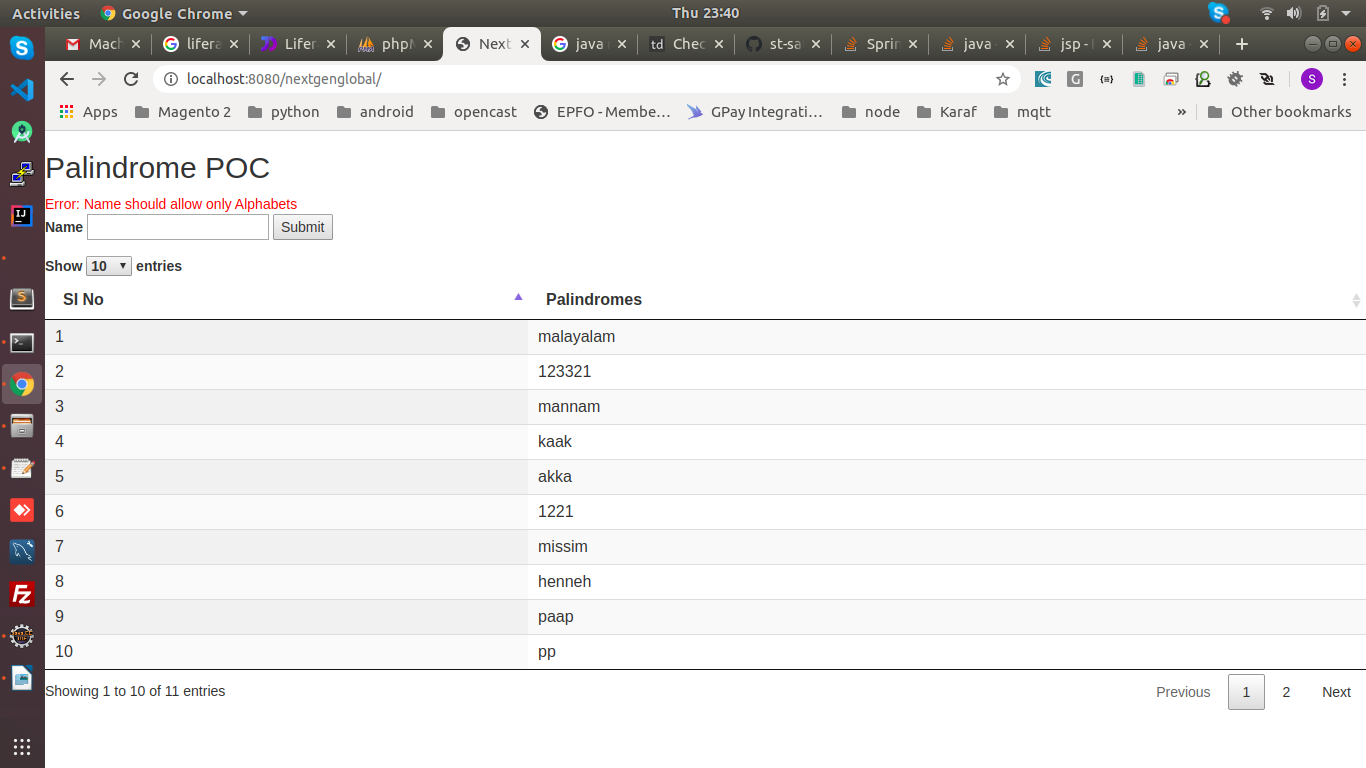 Activities Google Chrome Thu 23:40
Mach lifera Lifer phpM Next java Chec st-sa Sprin java jsp - java
localhost:8080/nextgenglobal/ S
Apps Magento 2 python android opencast EPFO - Membe… GPay Integrati… node Karaf mqtt » Other bookmarks
Palindrome POC
Error: Name should allow only Alphabets
Name Submit
Show 10 entries
Sl No Palindromes
1 malayalam
2 123321
3 mannam
4 kaak
5 akka
6 1221
7 missim
8 henneh
9 paap
10 pp
Showing 1 to 10 of 11 entries Previous 1 2 Next